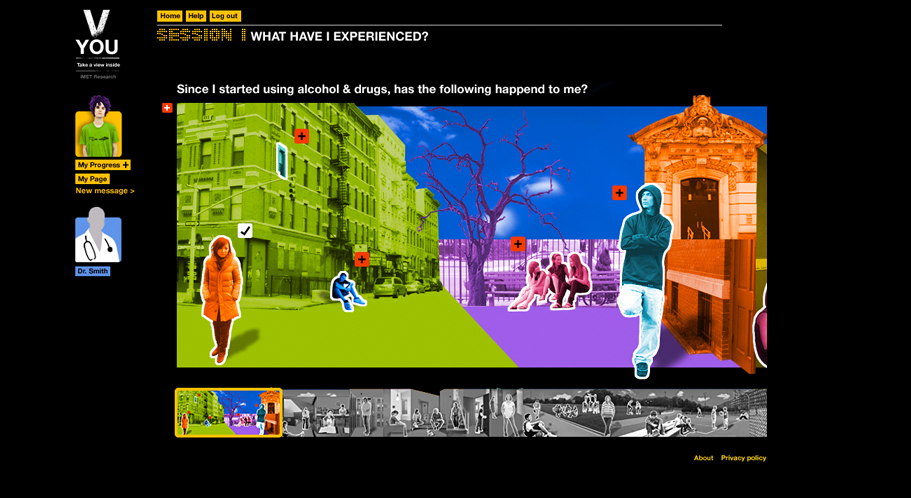 V
YOU
Take a view inside
iMET Research
Home Help Log out
SESSION 1 WHAT HAVE I EXPERIENCED?
Since I started using alcohol & drugs, has the following happend to me?
My Progress +
My Page
New message >
Dr. Smith
About Privacy policy